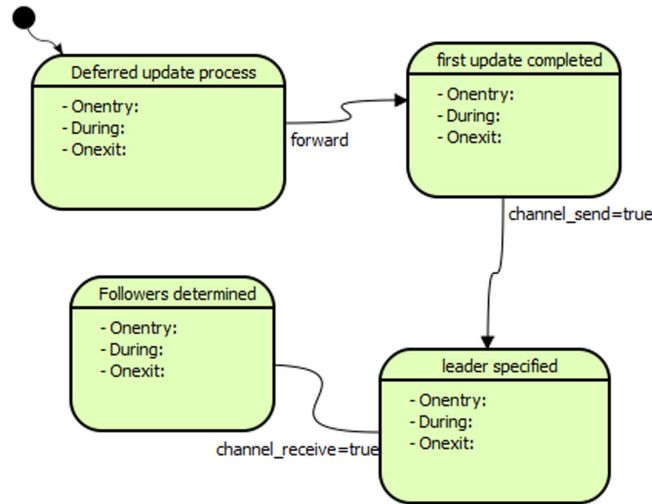 Deferred update process
- Onentry:
- During:
- Onexit:
forward
first update completed
- Onentry:
- During:
- Onexit:
channel_send=true
leader specified
- Onentry:
- During:
- Onexit:
channel_receive=true
Followers determined
- Onentry:
- During:
- Onexit: